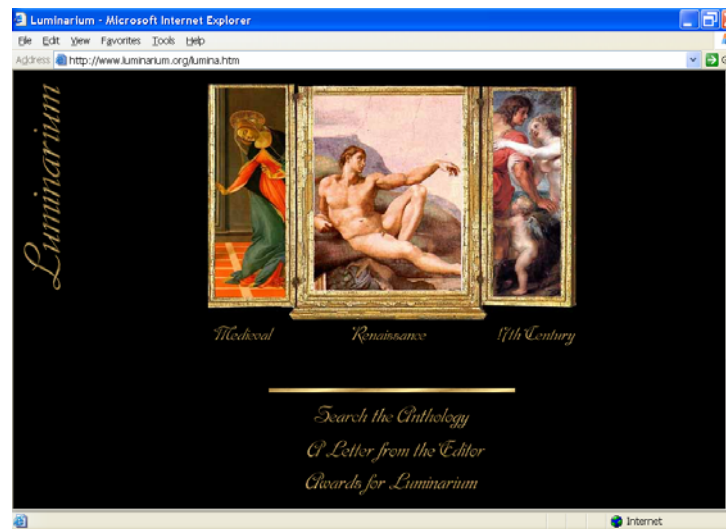 Luminarium - Microsoft Internet Explorer
File Edit View Favorites Tools Help
Address http://www.luminarium.org/lumina.htm
Luminarium
Medieval Renaissance 17th Century
Search the Anthology
A Letter from the Editor
Awards for Luminarium
Internet